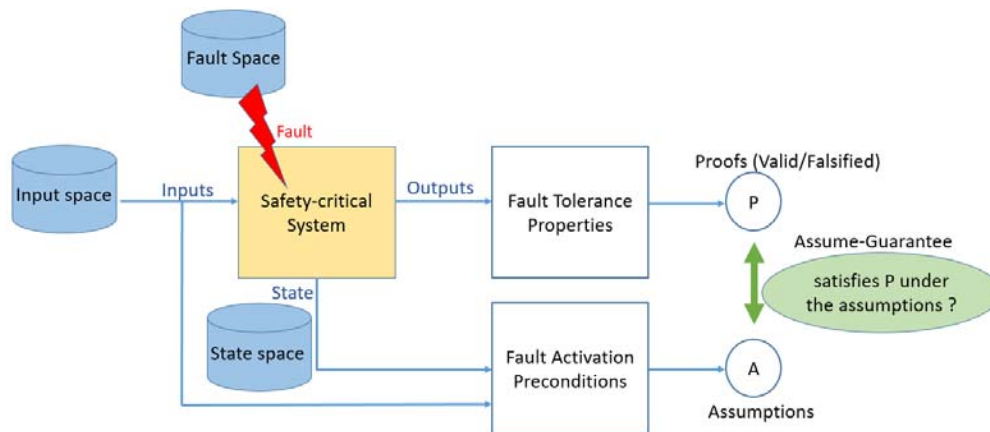 Fault Space
Fault
Input space
Inputs
Safety-critical
System
Outputs
Fault Tolerance
Properties
Proofs (Valid/Falsified)
P
Assume-Guarantee
satisfies P under
the assumptions ?
State
State space
Fault Activation
Preconditions
A
Assumptions